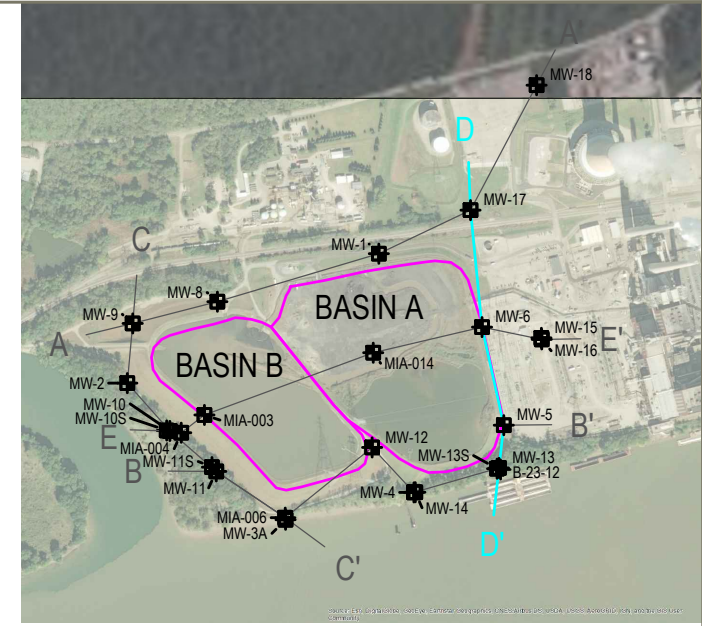 A'
MW-18
D
MW-17
MW-1
C
MW-8
BASIN A
MW-9
MW-6
MW-15
A
E'
MW-16
BASIN B
MIA-014
MW-2
MW-10
MIA-003
MW-10S
MW-5
B'
E
MIA-004
MW-12
MW-11S
MW-13S
MW-13
B
B-23-12
MW-11
MW-4
MW-14
MIA-006
MW-3A
D'
C'
Community